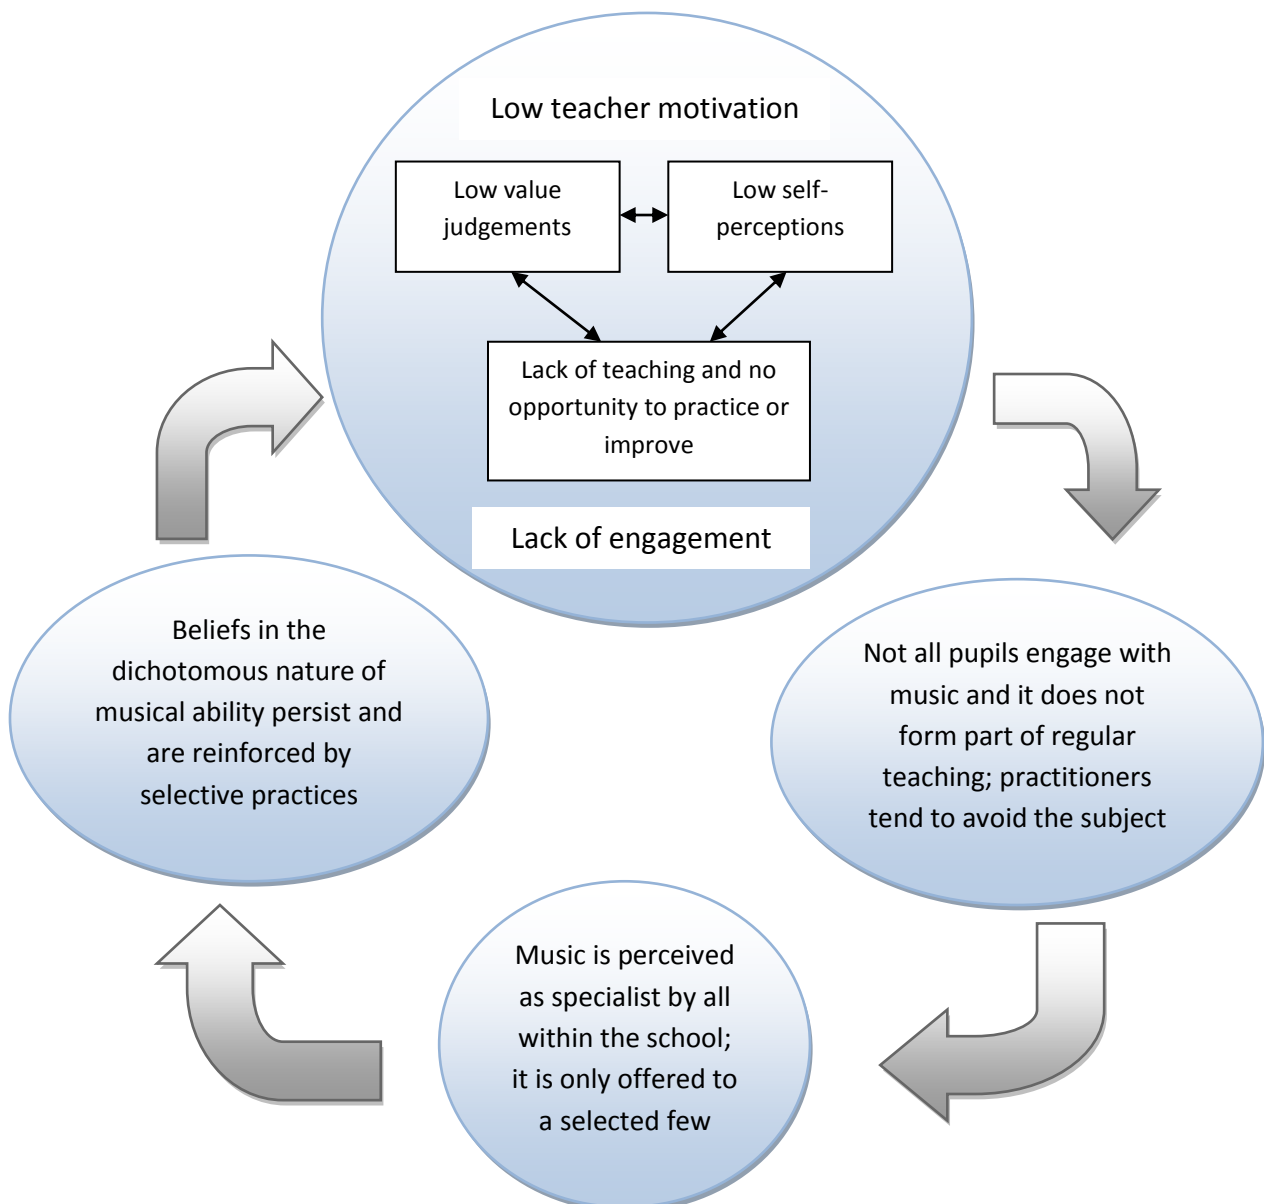 Low teacher motivation
Low value
judgements
Low self-
perceptions
Lack of teaching and no
opportunity to practice or
improve
Lack of engagement
Not all pupils engage with
music and it does not
form part of regular
teaching; practitioners
tend to avoid the subject
Music is perceived
as specialist by all
within the school;
it is only offered to
a selected few
Beliefs in the
dichotomous nature of
musical ability persist and
are reinforced by
selective practices